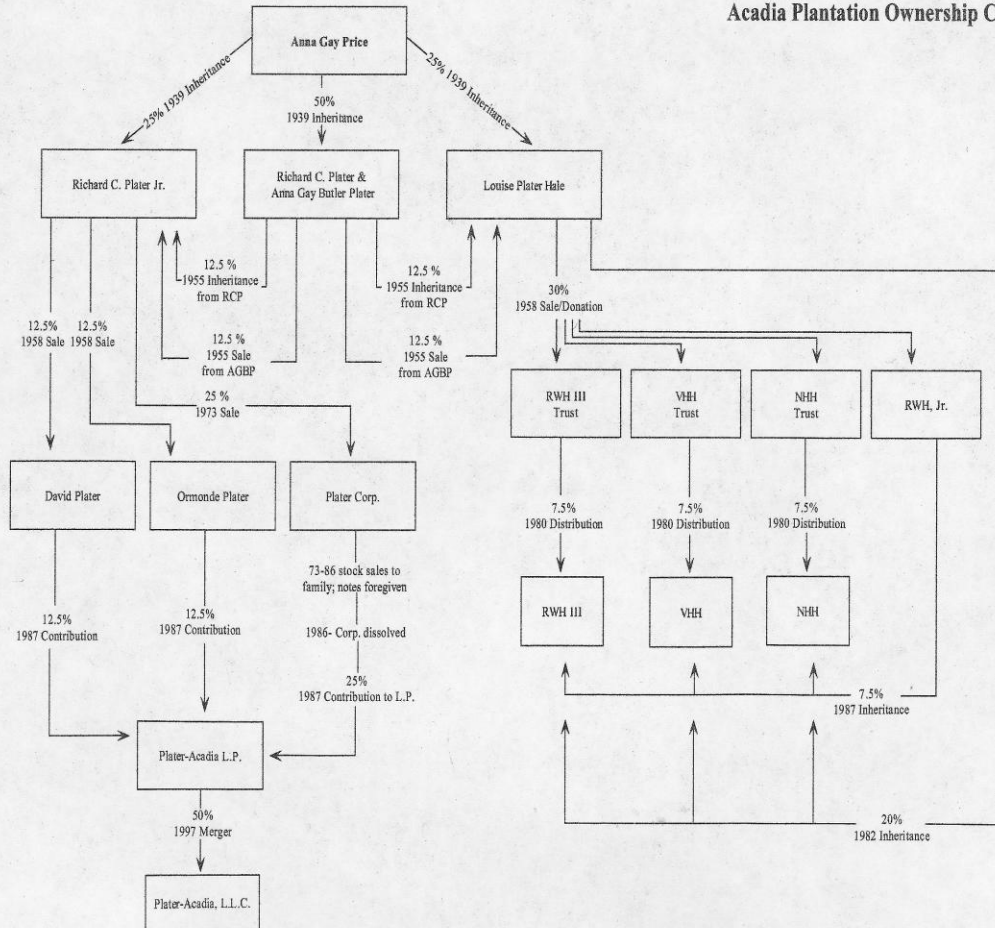 Acadia Plantation Ownership C
Anna Gay Price
25% 1939 Inheritance
50%
1939 Inheritance
25% 1939 Inheritance
Richard C. Plater Jr.
Richard C. Plater &
Anna Gay Butler Plater
Louise Plater Hale
12.5 %
1955 Inheritance
from RCP
12.5 %
1955 Inheritance
from RCP
30%
1958 Sale/Donation
12.5%
1958 Sale
12.5%
1958 Sale
12.5 %
1955 Sale
from AGBP
12.5 %
1955 Sale
from AGBP
25 %
1973 Sale
RWH III
Trust
VHH
Trust
NHH
Trust
RWH, Jr.
David Plater
Ormonde Plater
Plater Corp.
7.5%
1980 Distribution
7.5%
1980 Distribution
7.5%
1980 Distribution
73-86 stock sales to
family; notes foregiven
1986- Corp. dissolved
25%
1987 Contribution to L.P.
12.5%
1987 Contribution
12.5%
1987 Contribution
RWH III
VHH
NHH
7.5%
1987 Inheritance
Plater-Acadia L.P.
50%
1997 Merger
20%
1982 Inheritance
Plater-Acadia, L.L.C.